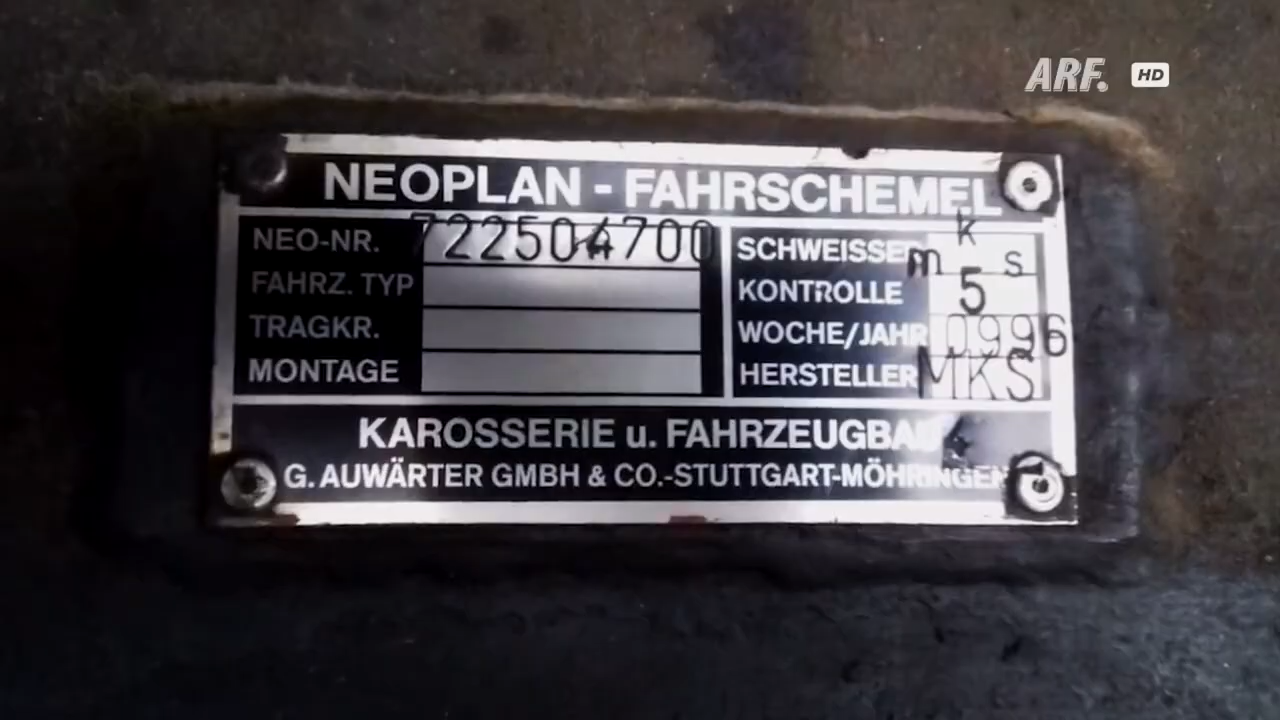 ARF. HD
NEOPLAN - FAHRSCHEMEL
NEO-NR. 722504700
FAHRZ. TYP
TRAGKR.
MONTAGE
SCHWEISSER m k s
KONTROLLE 5
WOCHE/JAHR 0996
HERSTELLER MKS
KAROSSERIE u. FAHRZEUGBAU
G. AUWÄRTER GMBH & CO.-STUTTGART-MÖHRINGEN